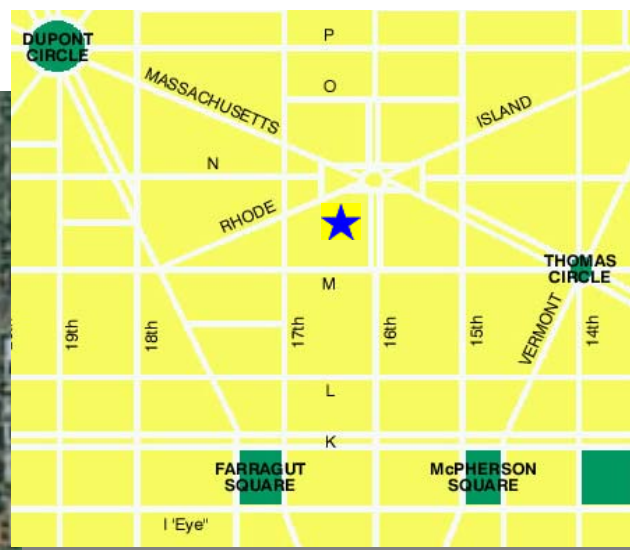 P
DUPONT
CIRCLE
MASSACHUSETTS
O
ISLAND
N
RHODE
THOMAS
CIRCLE
M
19th
18th
17th
16th
15th
VERMONT
14th
L
K
FARRAGUT
SQUARE
McPHERSON
SQUARE
I 'Eye"